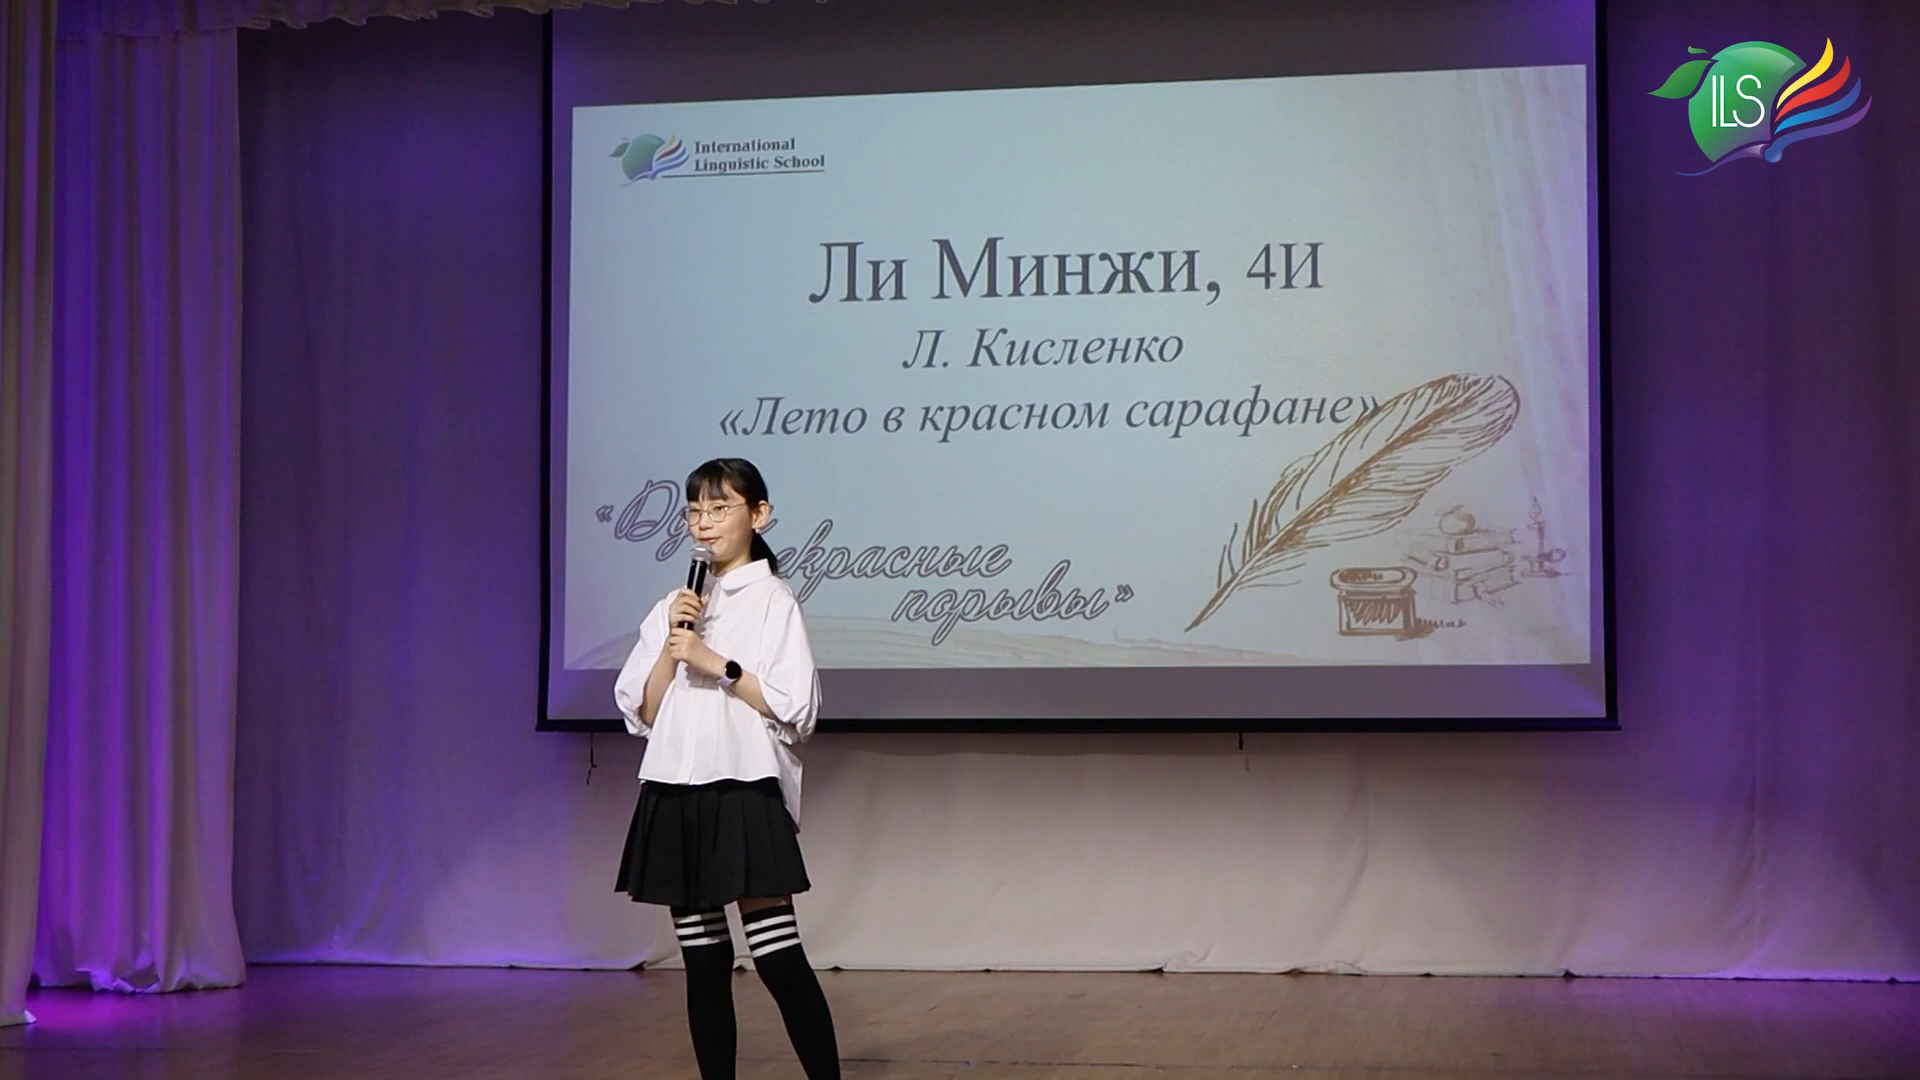 ILS
International
Linguistic School
Ли Минжи, 4И
Л. Кисленко
«Лето в красном сарафане»
порывы»